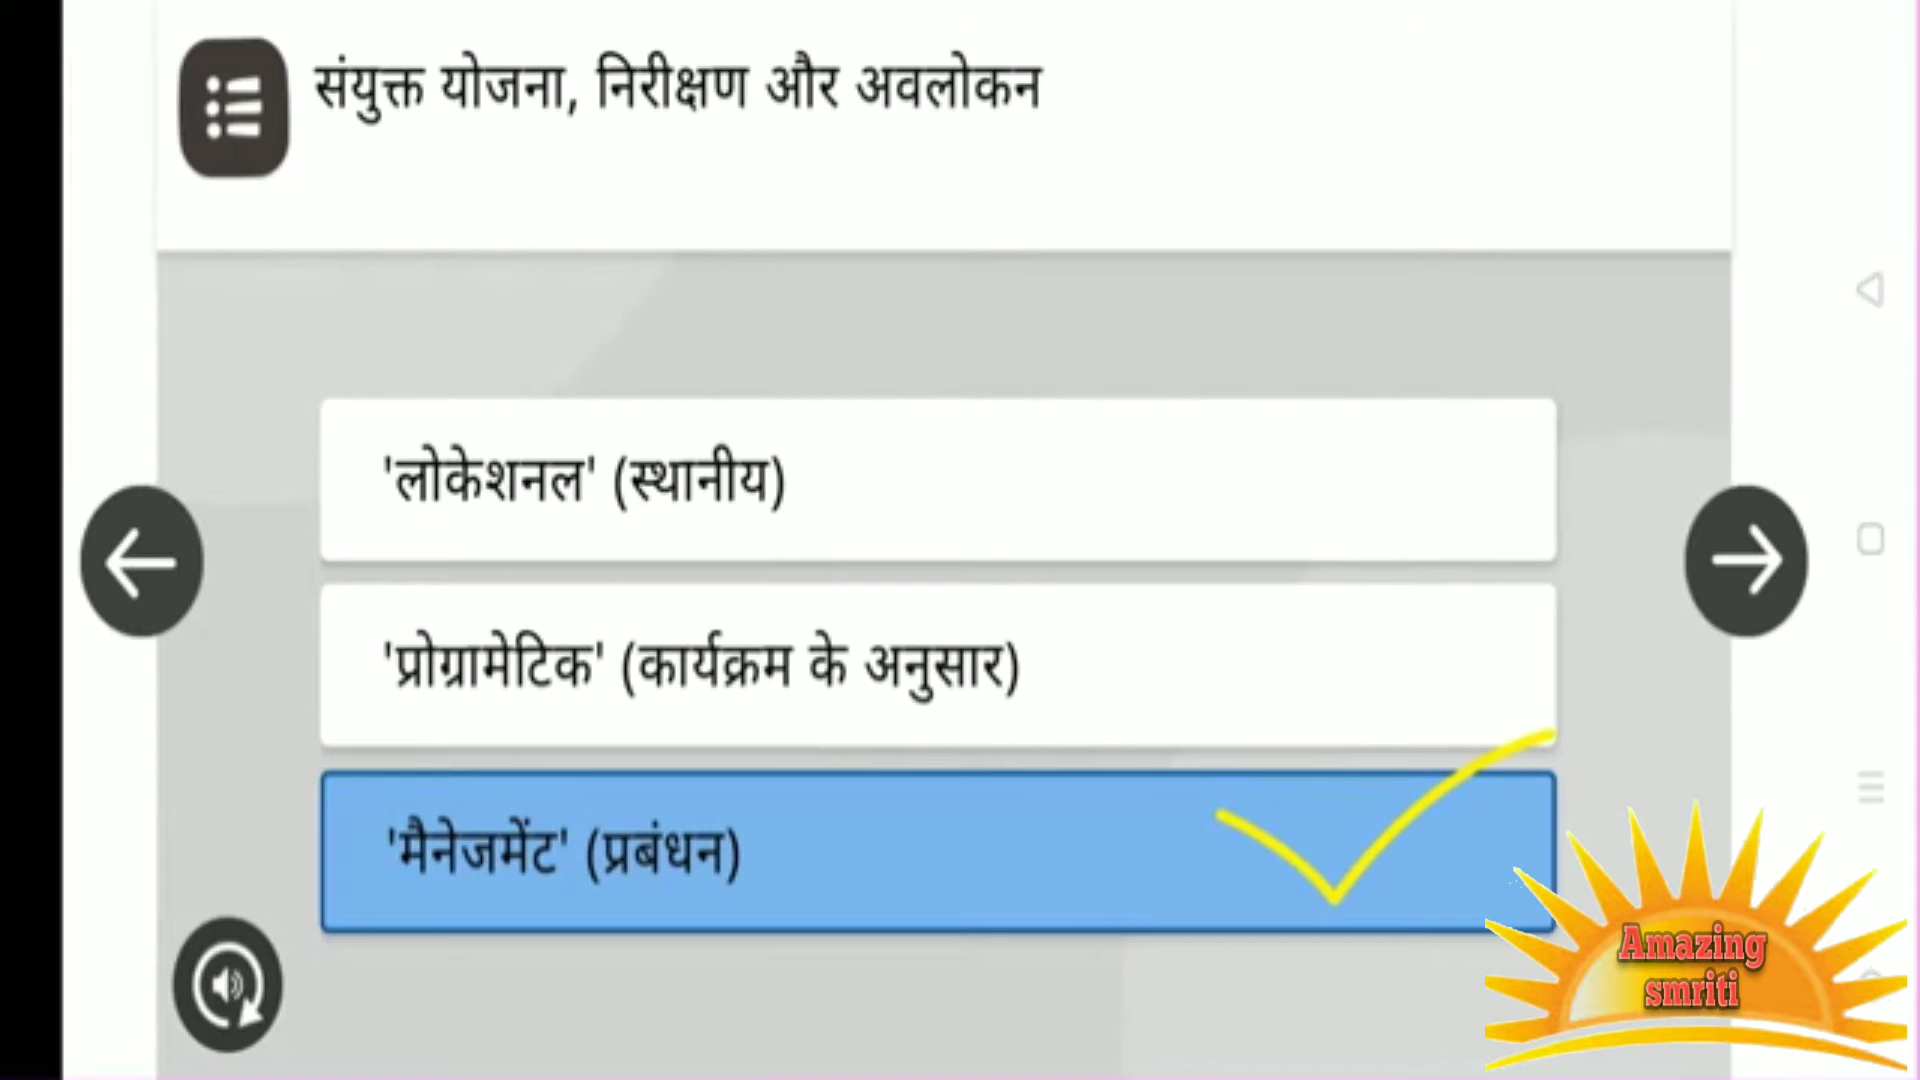 संयुक्त योजना, निरीक्षण और अवलोकन
'लोकेशनल' (स्थानीय)
'प्रोग्रामेटिक' (कार्यक्रम के अनुसार)
'मैनेजमेंट' (प्रबंधन)
Amazing
smriti